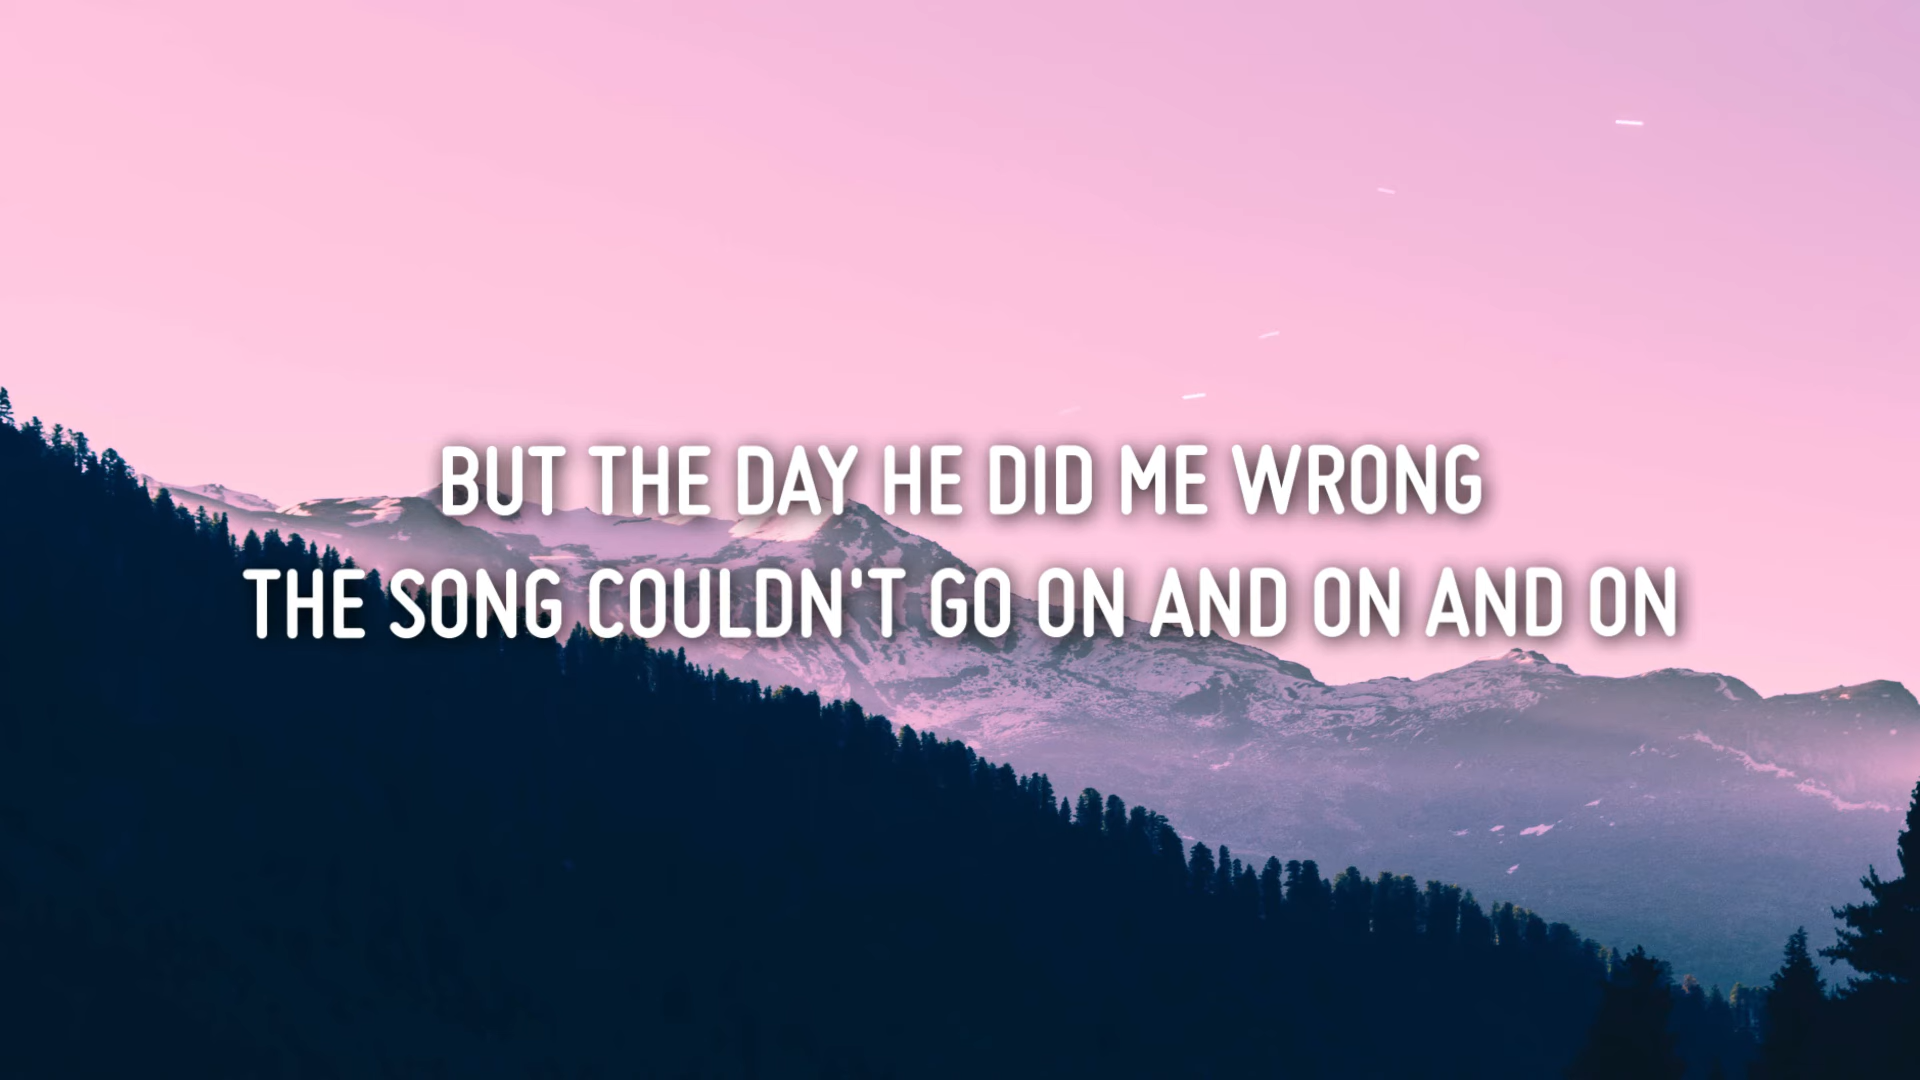 BUT THE DAY HE DID ME WRONG
THE SONG COULDN'T GO ON AND ON AND ON